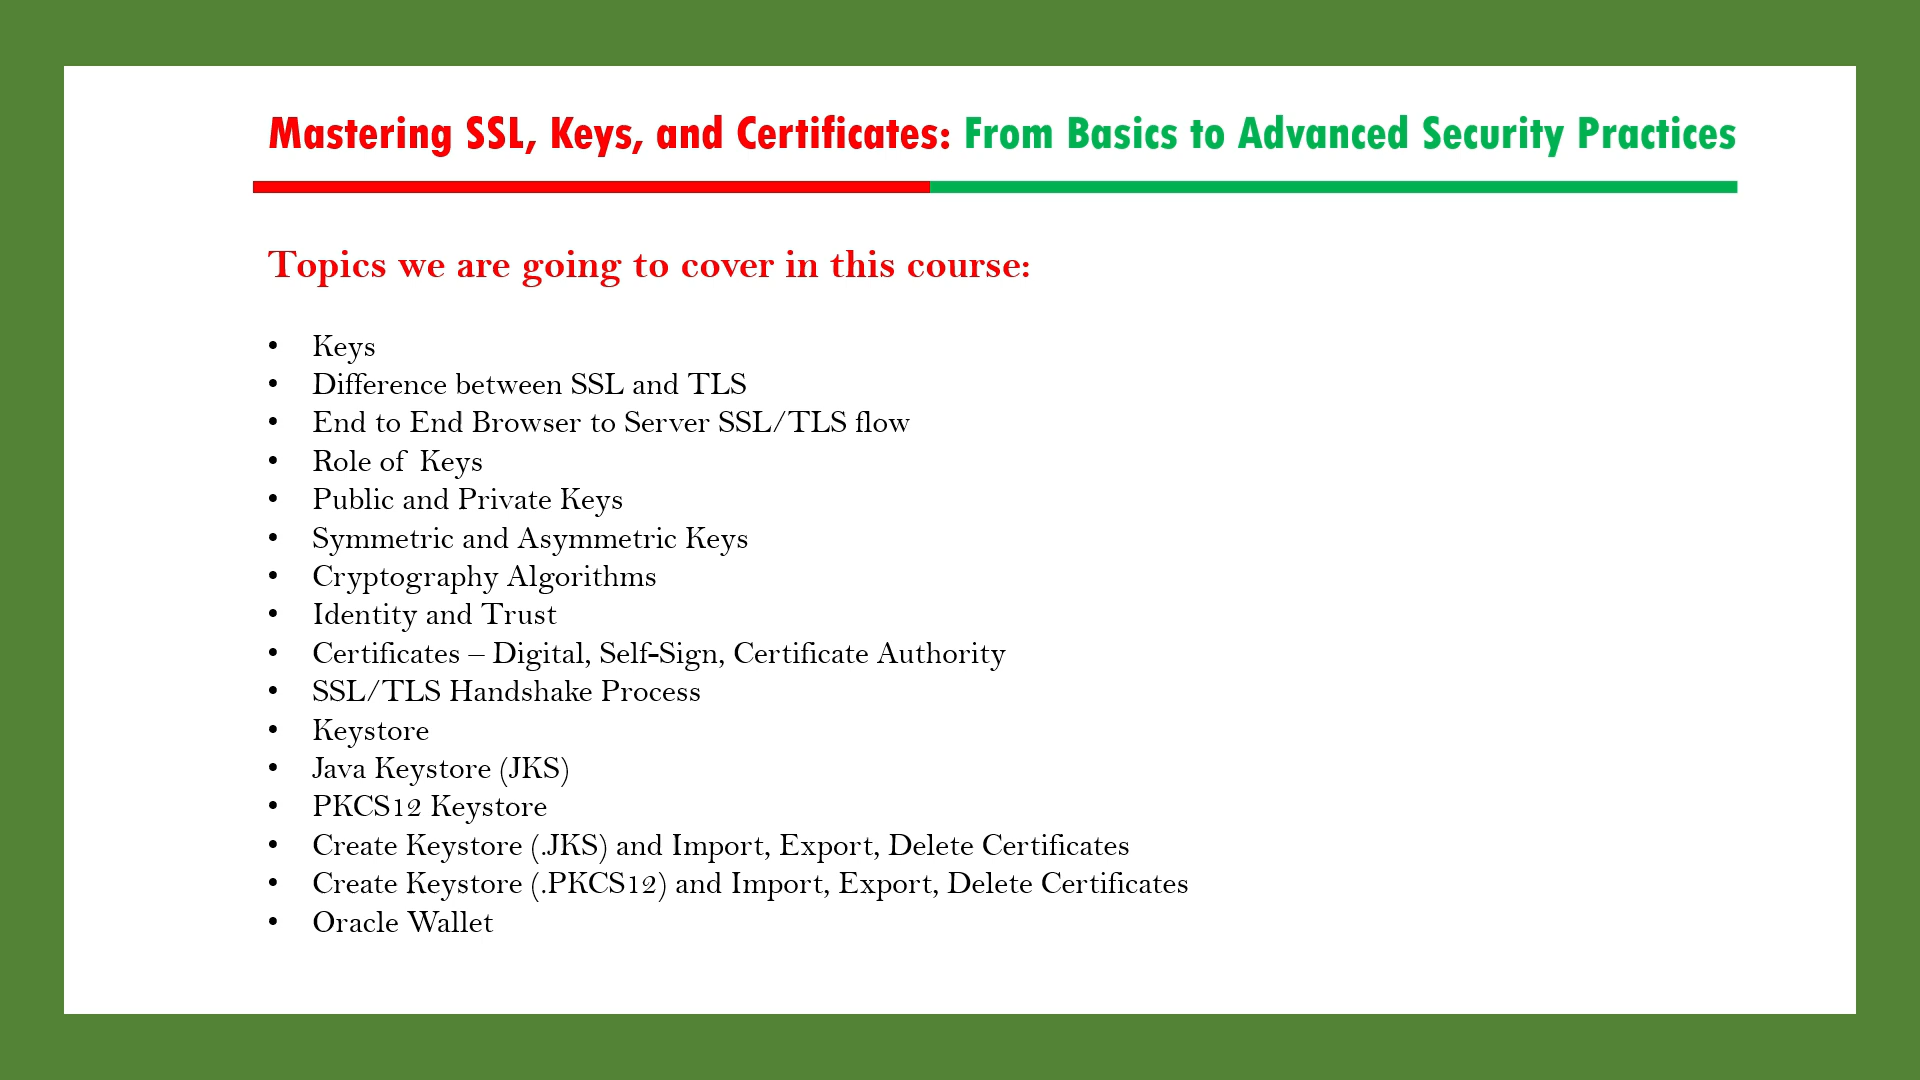 Mastering SSL, Keys, and Certificates: From Basics to Advanced Security Practices
Topics we are going to cover in this course:
• Keys
• Difference between SSL and TLS
• End to End Browser to Server SSL/TLS flow
• Role of  Keys
• Public and Private Keys
• Symmetric and Asymmetric Keys
• Cryptography Algorithms
• Identity and Trust
• Certificates – Digital, Self-Sign, Certificate Authority
• SSL/TLS Handshake Process
• Keystore
• Java Keystore (JKS)
• PKCS12 Keystore
• Create Keystore (.JKS) and Import, Export, Delete Certificates
• Create Keystore (.PKCS12) and Import, Export, Delete Certificates
• Oracle Wallet